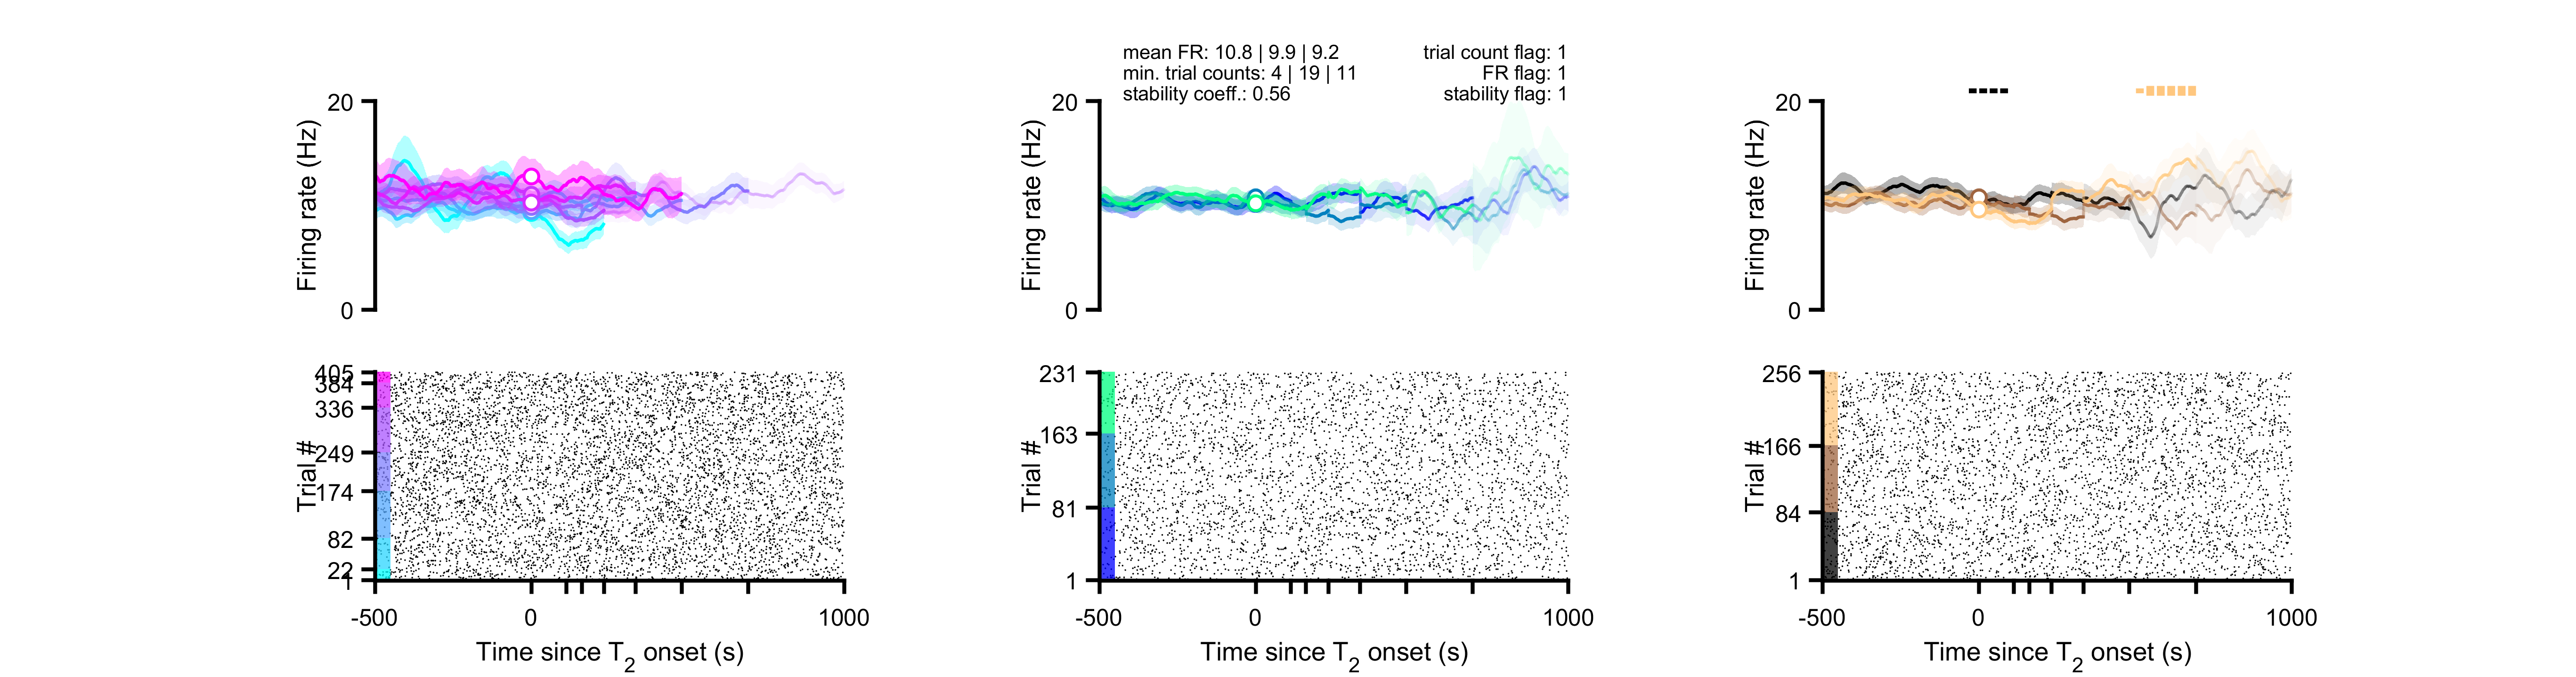 mean FR: 10.8 | 9.9 | 9.2
min. trial counts: 4 | 19 | 11
stability coeff.: 0.56
trial count flag: 1
FR flag: 1
stability flag: 1
20
Firing rate (Hz)
0
20
Firing rate (Hz)
0
20
Firing rate (Hz)
0
405
384
336
249
174
82
22
1
Trial #
-500
0
1000
Time since T2 onset (s)
231
163
81
1
Trial #
-500
0
1000
Time since T2 onset (s)
256
166
84
1
Trial #
-500
0
1000
Time since T2 onset (s)